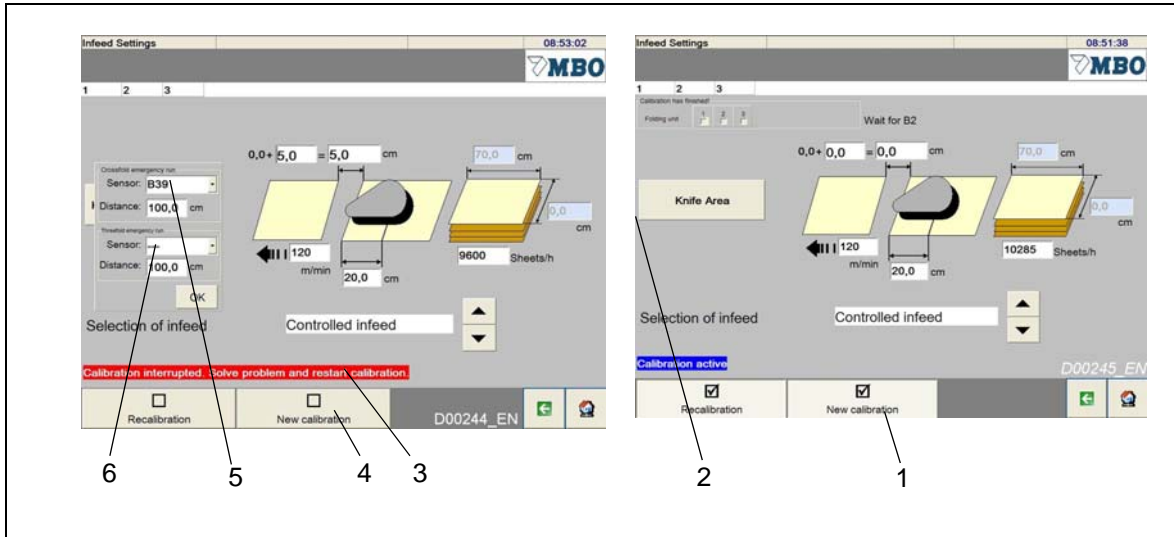 Infeed Settings
08:53:02
MBO
1 2 3
0,0+ 5,0 = 5,0 cm
70,0 cm
Crossfold emergency run
Sensor: B39
Distance: 100,0 cm
0,0
cm
Threefold emergency run
Sensor: ---
Distance: 100,0 cm
OK
120
m/min
20,0 cm
9600 Sheets/h
Selection of infeed
Controlled infeed
Calibration interrupted. Solve problem and restart calibration.
Recalibration
New calibration
D00244_EN
6
5
4
3
Infeed Settings
08:51:38
MBO
1 2 3
Calibration has finished!
Folding unit 1 2 3
Wait for B2
0,0+ 0,0 = 0,0 cm
70,0 cm
Knife Area
0,0
cm
120
m/min
20,0 cm
10285 Sheets/h
Selection of infeed
Controlled infeed
Calibration active
D00245_EN
Recalibration
New calibration
2
1